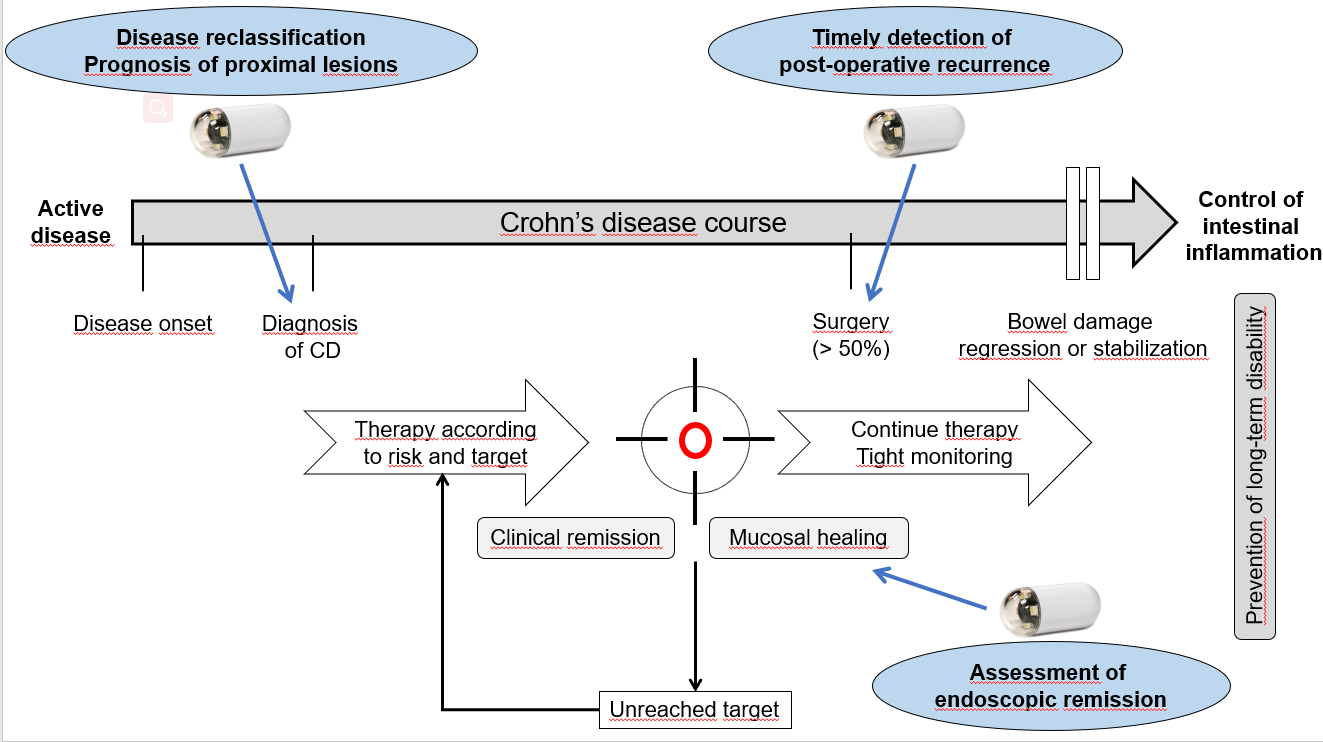 Disease reclassification
Prognosis of proximal lesions
Timely detection of
post-operative recurrence
Active
disease
Crohn's disease course
Control of
intestinal
inflammation
Disease onset
Diagnosis
of CD
Surgery
(> 50%)
Bowel damage
regression or stabilization
Prevention of long-term disability
Therapy according
to risk and target
Continue therapy
Tight monitoring
Clinical remission
Mucosal healing
Assessment of
endoscopic remission
Unreached target